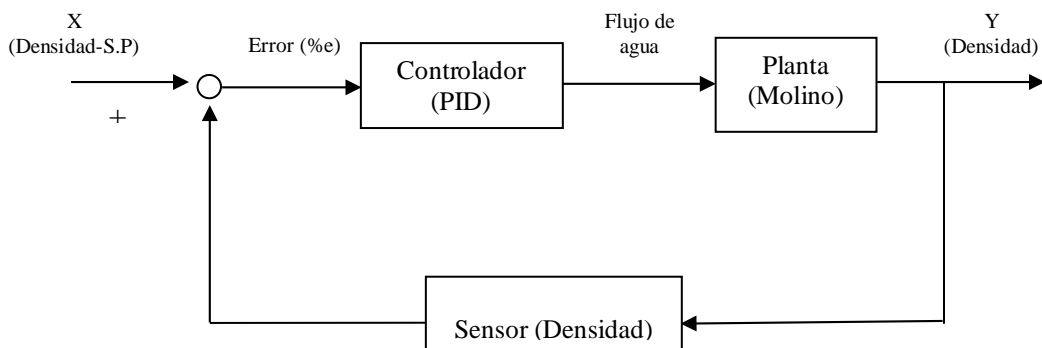 X
(Densidad-S.P)
Error (%e)
Flujo de
agua
Y
(Densidad)
Controlador
(PID)
Planta
(Molino)
+
Sensor (Densidad)